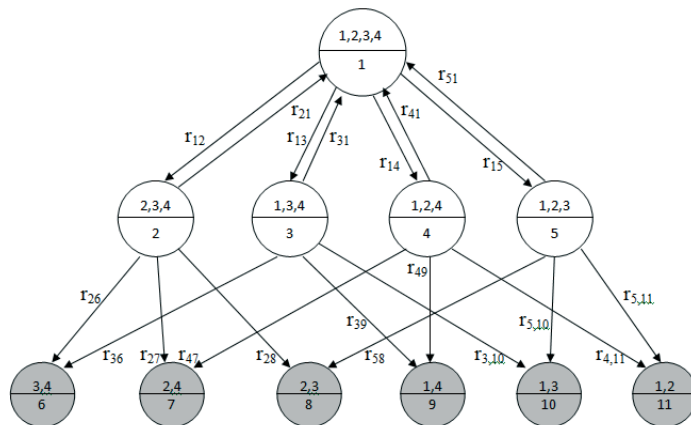 1,2,3,4
1
r51
r21
r41
r12
r13
r31
r14
r15
2,3,4
1,3,4
1,2,4
1,2,3
2
3
4
5
r49
r26
r5,11
r39
r5,10
r36
r27
r47
r28
r58
r3,10
r4,11
3,4
2,4
2,3
1,4
1,3
1,2
6
7
8
9
10
11